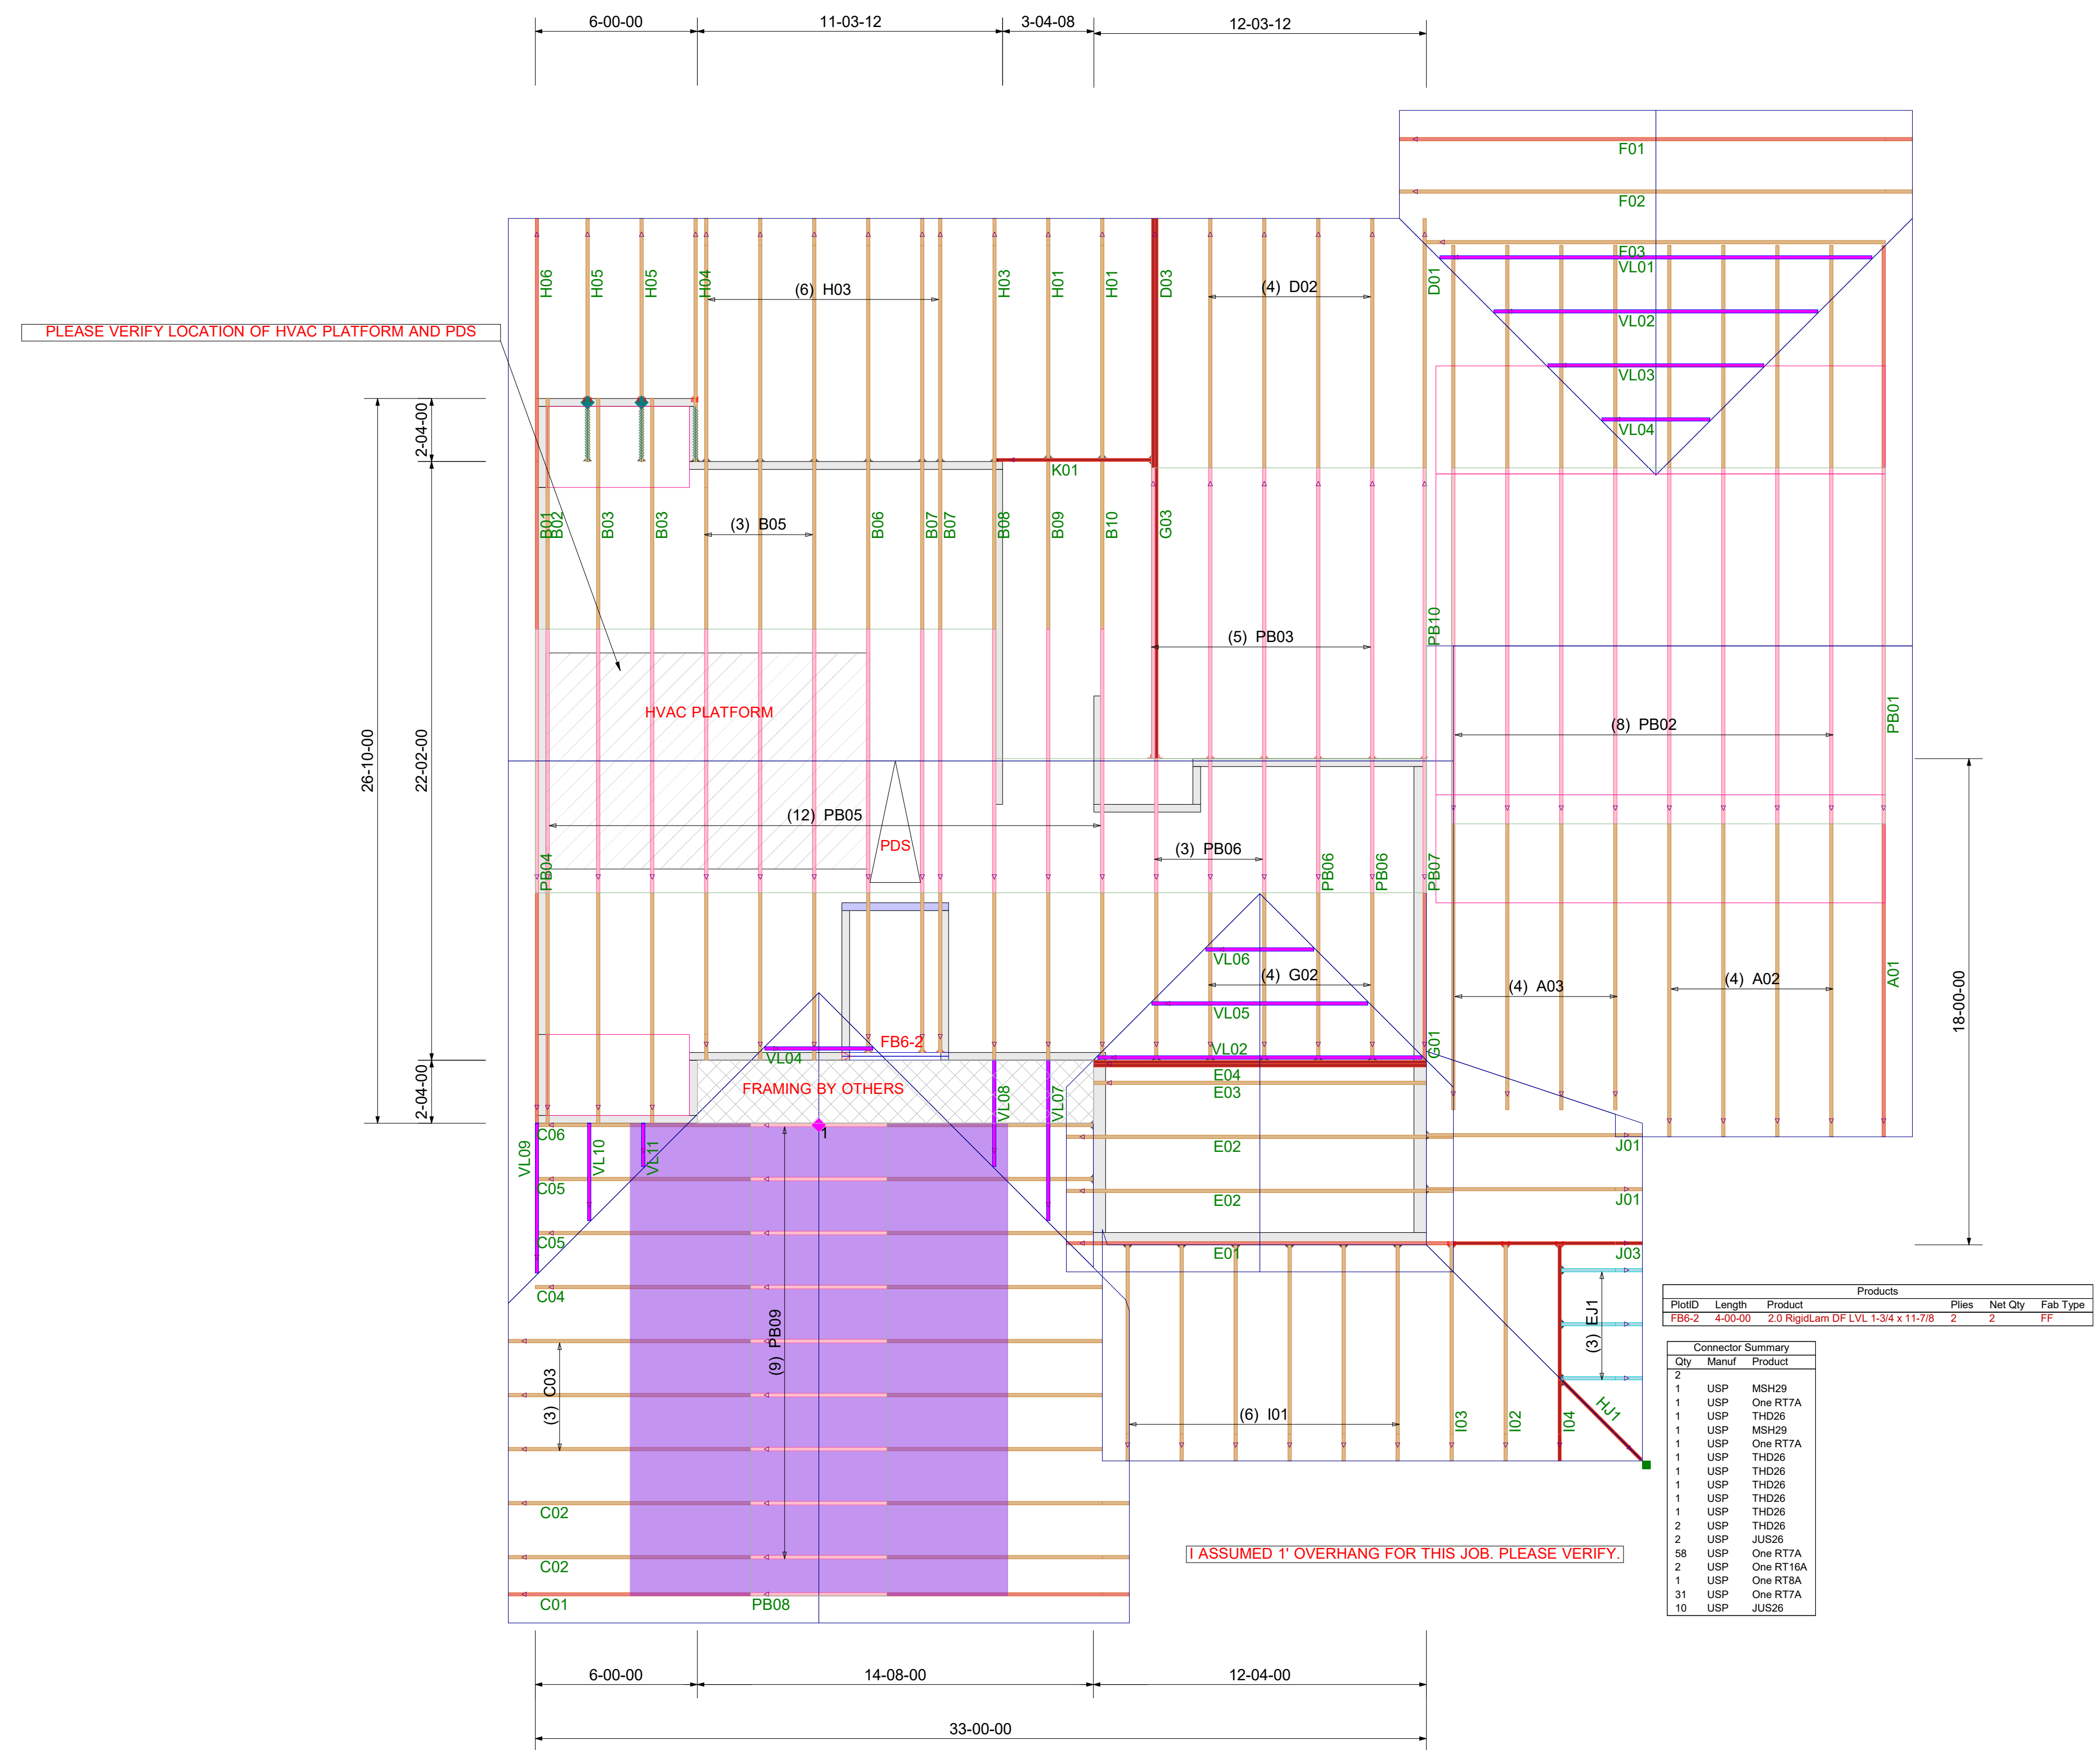 6-00-00
11-03-12
3-04-08
12-03-12
F01
F02
F03
VL01
VL02
VL03
VL04
H06
H05
H05
H04
(6) H03
H03
H01
H01
D03
(4) D02
D01
PLEASE VERIFY LOCATION OF HVAC PLATFORM AND PDS
2-04-00
26-10-00
22-02-00
2-04-00
K01
B01
B02
B03
B03
(3) B05
B06
B07
B07
B08
B09
B10
G03
(5) PB03
PB10
HVAC PLATFORM
(8) PB02
PB01
(12) PB05
PDS
PB04
(3) PB06
PB06
PB06
PB07
VL06
(4) G02
VL05
(4) A03
(4) A02
A01
18-00-00
FB6-2
VL04
VL02
G01
FRAMING BY OTHERS
E04
E03
VL08
VL07
C06
1
VL09
VL10
VL11
E02
J01
C05
E02
J01
C05
E01
J03
C04
(3) EJ1
(9) PB09
(3) C03
(6) I01
I03
I02
I04
HJ1
C02
C02
C01
PB08
I ASSUMED 1' OVERHANG FOR THIS JOB. PLEASE VERIFY.
Products
PlotID Length Product Plies Net Qty Fab Type
FB6-2 4-00-00 2.0 RigidLam DF LVL 1-3/4 x 11-7/8 2 2 FF
Connector Summary
Qty Manuf Product
2
1 USP MSH29
1 USP One RT7A
1 USP THD26
1 USP MSH29
1 USP One RT7A
1 USP THD26
1 USP THD26
1 USP THD26
1 USP THD26
1 USP THD26
2 USP THD26
2 USP JUS26
58 USP One RT7A
2 USP One RT16A
1 USP One RT8A
31 USP One RT7A
10 USP JUS26
6-00-00
14-08-00
12-04-00
33-00-00